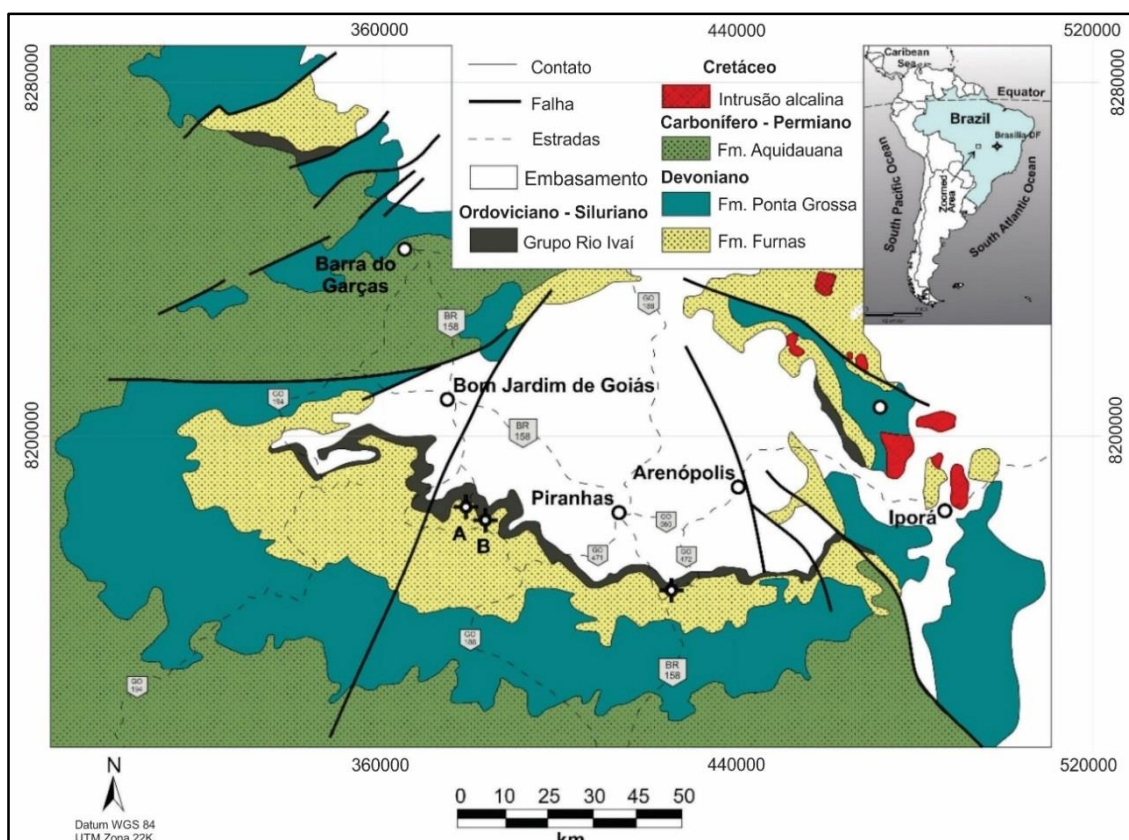 360000
440000
520000
8280000
8280000
8200000
8200000
Contato
Falha
Estradas
Embasamento
Ordoviciano - Siluriano
Grupo Rio Ivaí
Cretáceo
Intrusão alcalina
Carbonífero - Permiano
Fm. Aquidauana
Devoniano
Fm. Ponta Grossa
Fm. Furnas
Caribbean
Sea
Equator
Brazil
Brasília-DF
South Pacific Ocean
Zoomed
Area
South Atlantic Ocean
Barra do
Garças
BR
158
GO
188
GO
194
Bom Jardim de Goiás
BR
158
Arenópolis
Piranhas
Iporá
A
B
GO
060
GO
471
GO
472
GO
188
BR
158
GO
194
360000
440000
520000
N
Datum WGS 84
UTM Zona 22K
0 10 25 30 45 50
km